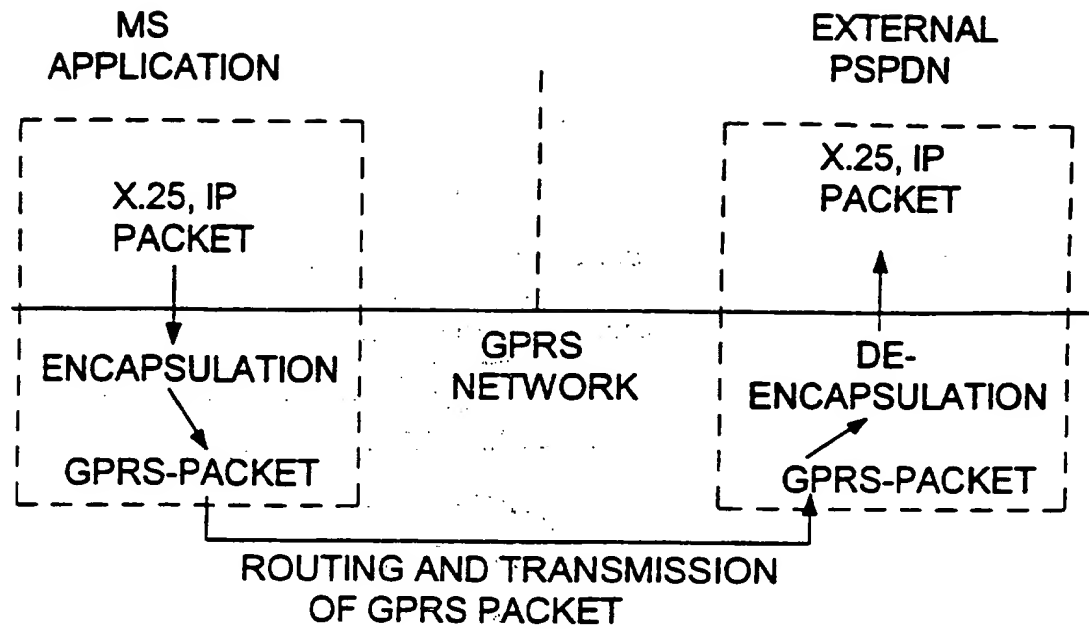 MS
APPLICATION
EXTERNAL
PSPDN
X.25, IP
PACKET
X.25, IP
PACKET
ENCAPSULATION
GPRS-PACKET
GPRS
NETWORK
DE-
ENCAPSULATION
GPRS-PACKET
ROUTING AND TRANSMISSION
OF GPRS PACKET